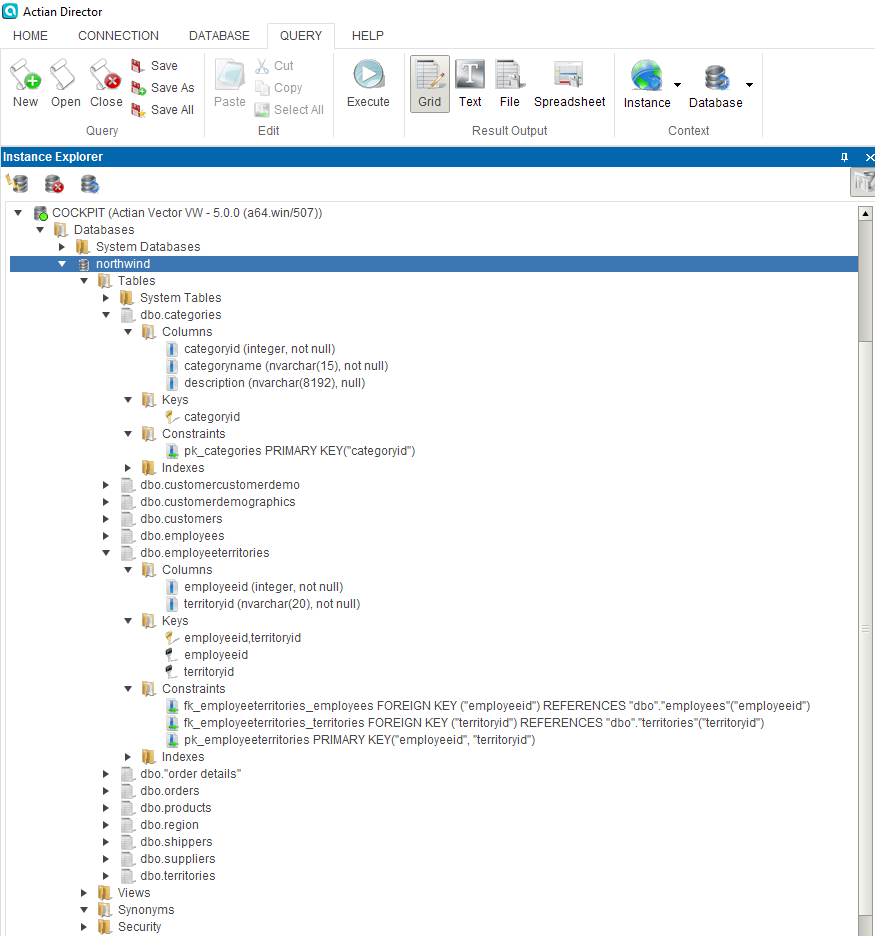 Actian Director
HOME CONNECTION DATABASE QUERY HELP
New Open Close Save Save As Save All
Query
Paste Cut Copy Select All
Edit
Execute
Grid Text File Spreadsheet
Result Output
Instance Database
Context
Instance Explorer
COCKPIT (Actian Vector VW - 5.0.0 (a64.win/507))
Databases
System Databases
northwind
Tables
System Tables
dbo.categories
Columns
categoryid (integer, not null)
categoryname (nvarchar(15), not null)
description (nvarchar(8192), null)
Keys
categoryid
Constraints
pk_categories PRIMARY KEY("categoryid")
Indexes
dbo.customercustomerdemo
dbo.customerdemographics
dbo.customers
dbo.employees
dbo.employeeterritories
Columns
employeeid (integer, not null)
territoryid (nvarchar(20), not null)
Keys
employeeid,territoryid
employeeid
territoryid
Constraints
fk_employeeterritories_employees FOREIGN KEY ("employeeid") REFERENCES "dbo"."employees"("employeeid")
fk_employeeterritories_territories FOREIGN KEY ("territoryid") REFERENCES "dbo"."territories"("territoryid")
pk_employeeterritories PRIMARY KEY("employeeid", "territoryid")
Indexes
dbo."order details"
dbo.orders
dbo.products
dbo.region
dbo.shippers
dbo.suppliers
dbo.territories
Views
Synonyms
Security